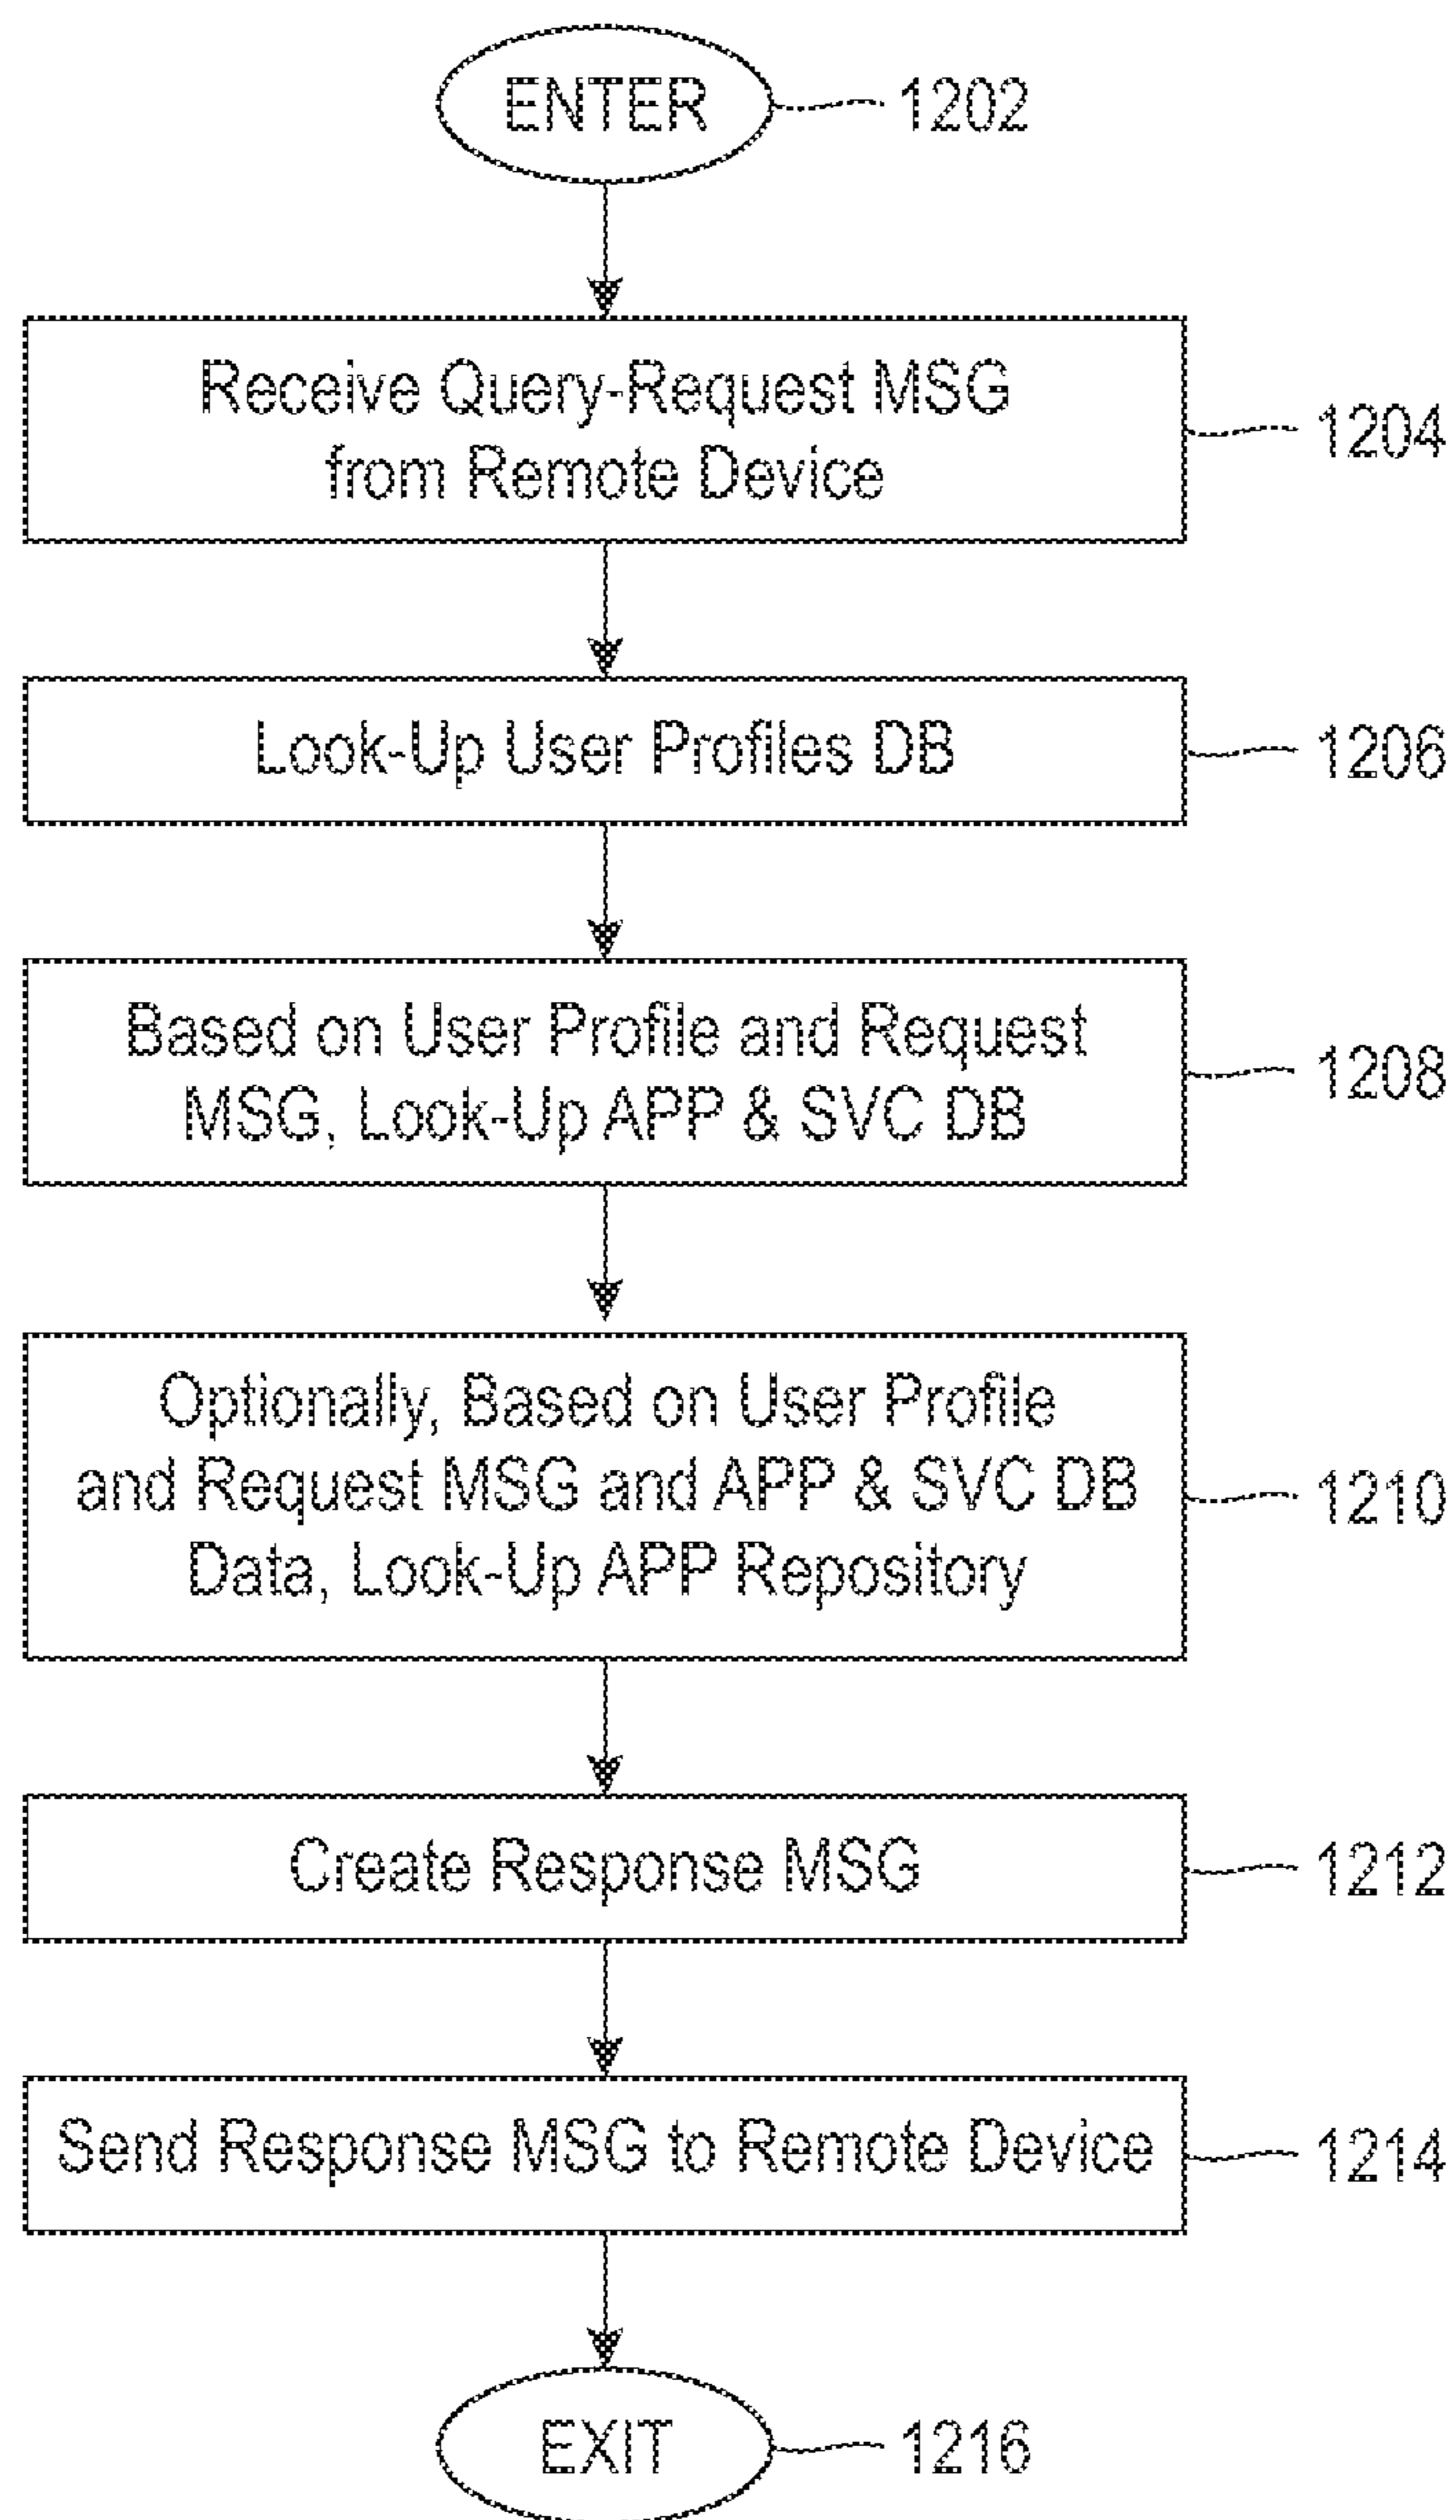 ENTER
1202
Receive Query-Request MSG
from Remote Device
1204
Look-Up User Profiles DB
1206
Based on User Profile and Request
MSG, Look-Up APP & SVC DB
1208
Optionally, Based on User Profile
and Request MSG and APP & SVC DB
Data, Look-Up APP Repository
1210
Create Response MSG
1212
Send Response MSG to Remote Device
1214
EXIT
1216